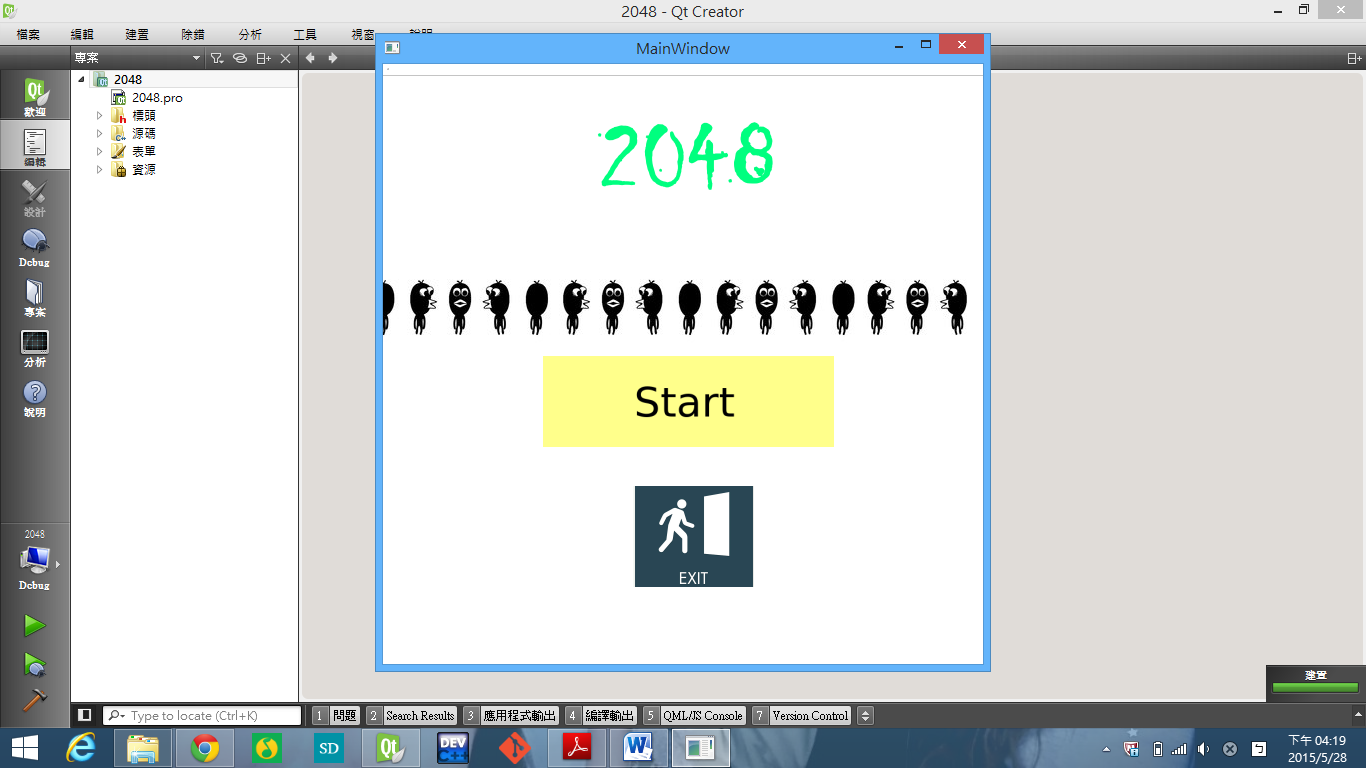 2048 - Qt Creator
檔案 編輯 建置 除錯 分析 工具 視窗 說明
專案
MainWindow
2048
2048.pro
標頭
源碼
表單
資源
歡迎
編輯
設計
Debug
專案
分析
說明
2048
Debug
2048
Start
EXIT
建置
Type to locate (Ctrl+K)
1 問題 2 Search Results 3 應用程式輸出 4 編譯輸出 5 QML/JS Console 7 Version Control
SD
DEV C++
下午 04:19
2015/5/28